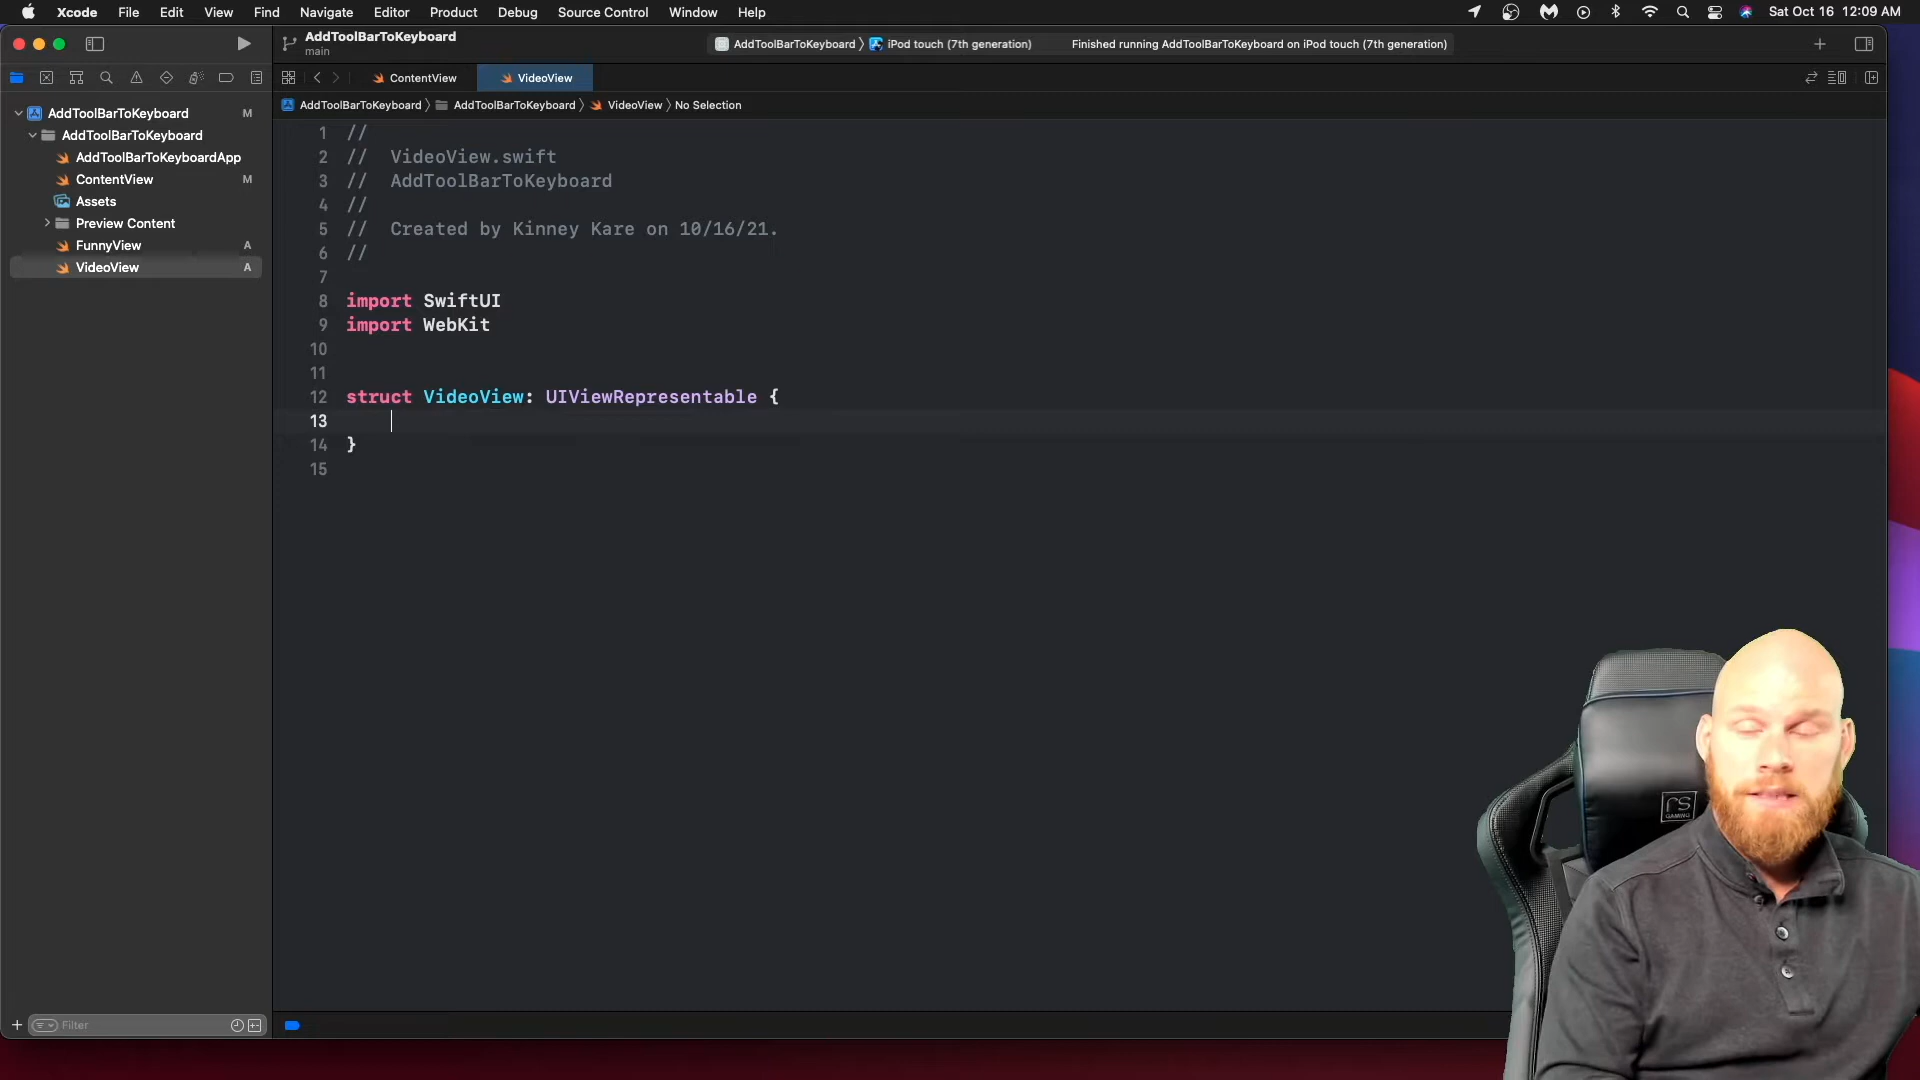 Xcode File Edit View Find Navigate Editor Product Debug Source Control Window Help Sat Oct 16 12:09 AM
AddToolBarToKeyboard
main
AddToolBarToKeyboard iPod touch (7th generation) Finished running AddToolBarToKeyboard on iPod touch (7th generation)
ContentView VideoView
AddToolBarToKeyboard AddToolBarToKeyboard VideoView No Selection
AddToolBarToKeyboard M
AddToolBarToKeyboard
AddToolBarToKeyboardApp
ContentView M
Assets
Preview Content
FunnyView A
VideoView A
1 //
2 // VideoView.swift
3 // AddToolBarToKeyboard
4 //
5 // Created by Kinney Kare on 10/16/21.
6 //
7
8 import SwiftUI
9 import WebKit
10
11
12 struct VideoView: UIViewRepresentable {
13
14 }
15
Filter
rs
GAMING